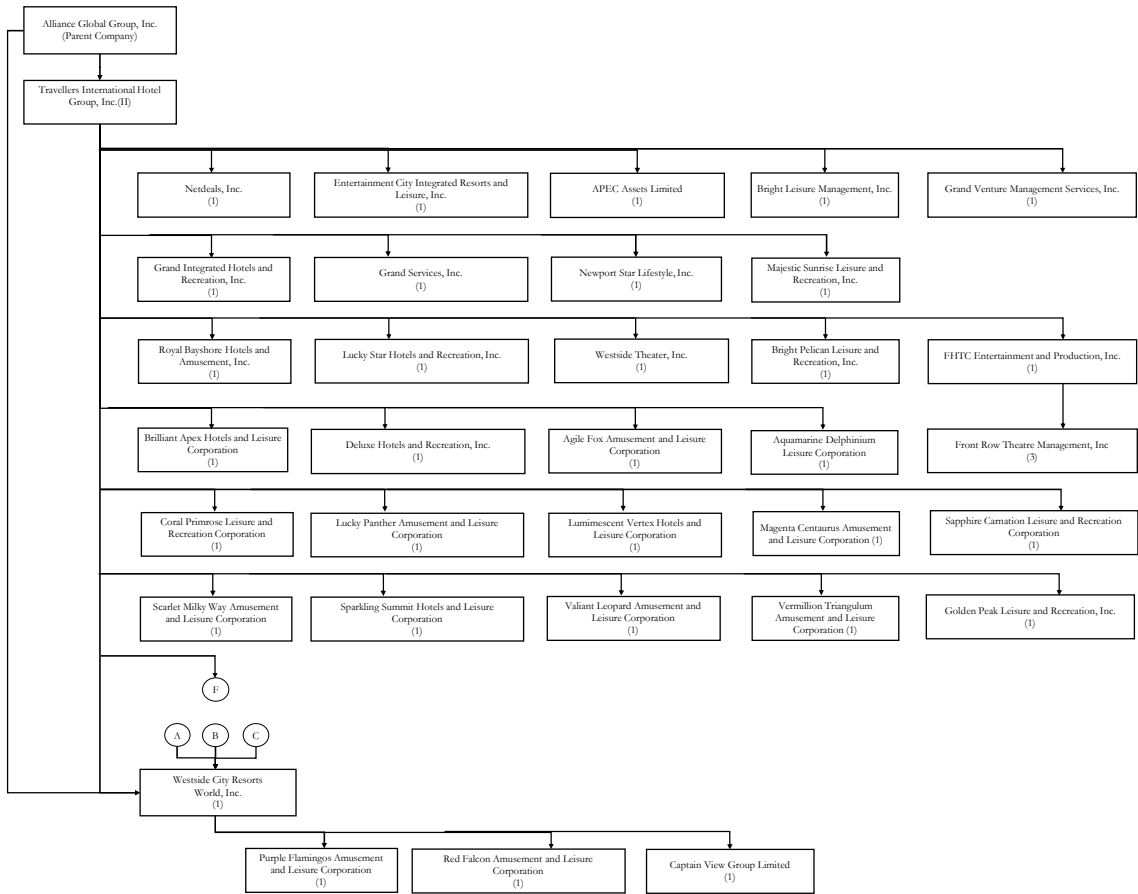 Alliance Global Group, Inc.
(Parent Company)
Travellers International Hotel
Group, Inc.(II)
Netdeals, Inc.
(1)
Entertainment City Integrated Resorts and
Leisure, Inc.
(1)
APEC Assets Limited
(1)
Bright Leisure Management, Inc.
(1)
Grand Venture Management Services, Inc.
(1)
Grand Integrated Hotels and
Recreation, Inc.
(1)
Grand Services, Inc.
(1)
Newport Star Lifestyle, Inc.
(1)
Majestic Sunrise Leisure and
Recreation, Inc.
(1)
Royal Bayshore Hotels and
Amusement, Inc.
(1)
Lucky Star Hotels and Recreation, Inc.
(1)
Westside Theater, Inc.
(1)
Bright Pelican Leisure and
Recreation, Inc.
(1)
FHTC Entertainment and Production, Inc.
(1)
Brilliant Apex Hotels and Leisure
Corporation
(1)
Deluxe Hotels and Recreation, Inc.
(1)
Agile Fox Amusement and Leisure
Corporation
(1)
Aquamarine Delphinium
Leisure Corporation
(1)
Front Row Theatre Management, Inc
(3)
Coral Primrose Leisure and
Recreation Corporation
(1)
Lucky Panther Amusement and Leisure
Corporation
(1)
Lumimescent Vertex Hotels and
Leisure Corporation
(1)
Magenta Centaurus Amusement
and Leisure Corporation (1)
Sapphire Carnation Leisure and Recreation
Corporation
(1)
Scarlet Milky Way Amusement
and Leisure Corporation
(1)
Sparkling Summit Hotels and Leisure
Corporation
(1)
Valiant Leopard Amusement and
Leisure Corporation
(1)
Vermillion Triangulum
Amusement and Leisure
Corporation (1)
Golden Peak Leisure and Recreation, Inc.
(1)
F
A
B
C
Westside City Resorts
World, Inc.
(1)
Purple Flamingos Amusement
and Leisure Corporation
(1)
Red Falcon Amusement and Leisure
Corporation
(1)
Captain View Group Limited
(1)